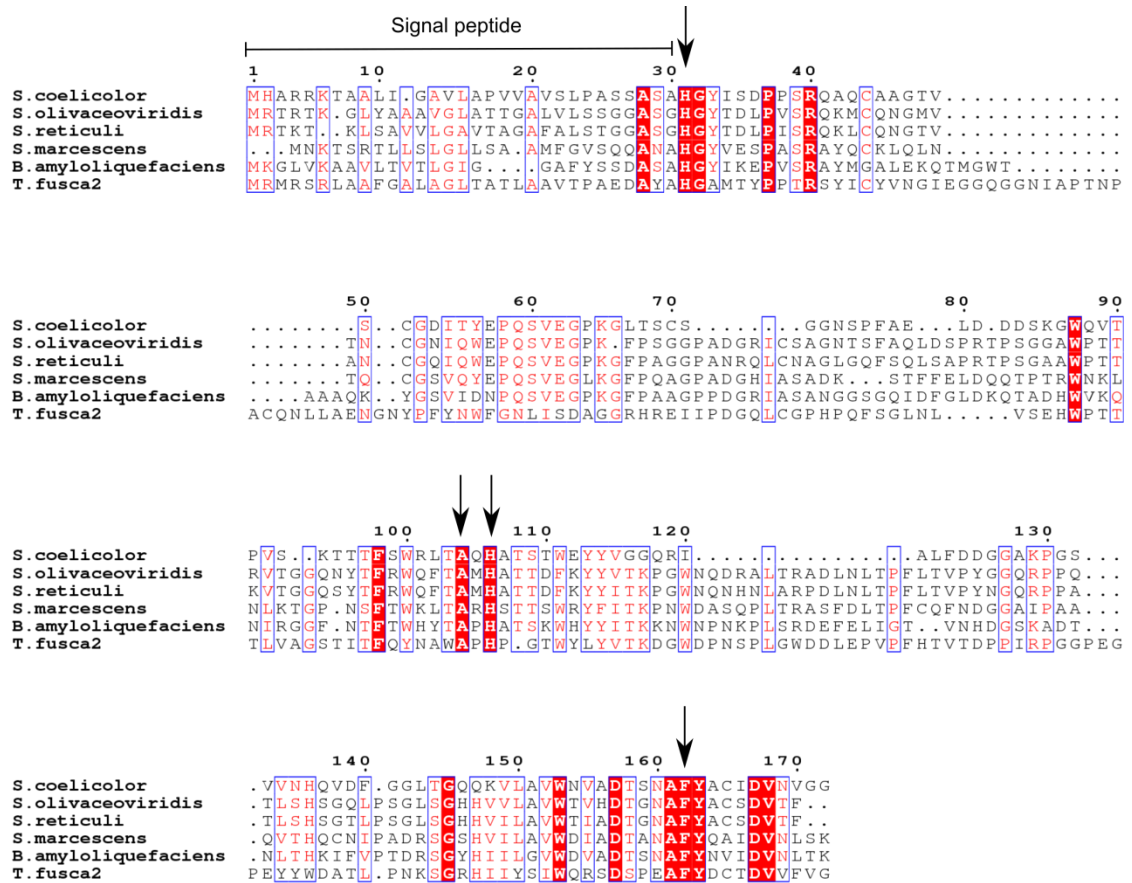 Signal peptide
1 10 20 30 40
S.coelicolor MHARRKTAALI.GAVLAPVVAVSLPASSASAHGYISDPPSRQAQCAAGTV.............
S.olivaceoviridis MRTRTK.GLYAAAVGLATTGALVLSSGGASGHGYTDLPVSRQKMCQNGMV.............
S.reticuli MRTKT..KLSAVVLGAVTAGAFALSTGGASGHGYTDLPVSRQKLCQNGTV.............
S.marcescens ...MNKTSRTLLSLGLLSA.AMFGVSQQANAHGYVESPASRAYQCKLQLN.............
B.amyloliquefaciens MKGLVKAAVLTVTLGIG....GAFYSSDASAHGYIKEPVSRAYMGALEKQTMGWT........
T.fusca2 MRMRSRLAAFGALAGLTATLAAVTPAEDAYAHGAMTYPPTRSYICYVNGIEGGQGGNIAPTNP
50 60 70 80 90
S.coelicolor ........S..CGDITYEPQSVEGPKGLTSCS........GGNSPFAE...LD.DDSKGWQVT
S.olivaceoviridis .......TN..CGNIQWEPQSVEGPK.FPSGGPADGRICSAGNTSFAQLDSPRTPSGGAWPTT
S.reticuli .......AN..CGNIQWEPQSVEGPKGFPAGGPANRQLCNAGLGQFSQLSAPRTPSGAAWPTT
S.marcescens .......TQ..CGSVQYEPQSVEGLKGFPQAGPADGHIASADK...STFFELDQQTPTRWNKL
B.amyloliquefaciens ....AAAQK..YGSVIDNPQSVEGPKGFPAAGPPDGRIASANGGSGQIDFGLDKQTADHWVKQ
T.fusca2 ACQNLLAENGNYPFYNWFGNLISDAGGRHREIIPDGQLCGPHPQFSGLNL.....VSEHWPTT
100 110 120 130
S.coelicolor PVS..KTTTFSWRLTAQHATSTWEYYVGGQRI................ALFDDGGAKPGS...
S.olivaceoviridis RVTGGQNYTFRWQFTAMHATTDFKYYVTKPGWNQDRALTRADLNLTPFLTVPYGGQRPPQ...
S.reticuli KVTGGQSYTFRWQFTAMHATTDFKYYITKPGWNQNHNLARPDLNLTPFLTVPYNGQRPPA...
S.marcescens NLKTGP.NSFTWKLTARHSTTSWRYFITKPNWDASQPLTRASFDLTPFCQFNDGGAIPAA...
B.amyloliquefaciens NIRGGF.NTFTWHYTAPHATSKWHYYITKKNWNPNKPLSRDEFELIGT..VNHDGSKADT...
T.fusca2 TLVAGSTITFQYNAWAPHP.GTWYLYVTKDGWDPNSPLGWDDLEPVPFHTVTDPPIRPGGPEG
140 150 160 170
S.coelicolor .VVNHQVDF.GGLTGQQKVLAVWNVADTSNAFYACIDVNVGG
S.olivaceoviridis .TLSHSGQLPSGLSGHHVVLAVWTVHDTGNAFYACSDVTF..
S.reticuli .TLSHSGTLPSGLSGHHVILAVWTIADTGNAFYACSDVTF..
S.marcescens .QVTHQCNIPADRSGSHVILAVWDIADTANAFYQAIDVNLSK
B.amyloliquefaciens .NLTHKIFVPTDRSGYHIILGVWDVADTSNAFYNVIDVNLTK
T.fusca2 PEYYWDATL.PNKSGRHIIYSIWQRSDSPEAFYDCTDVVFVG